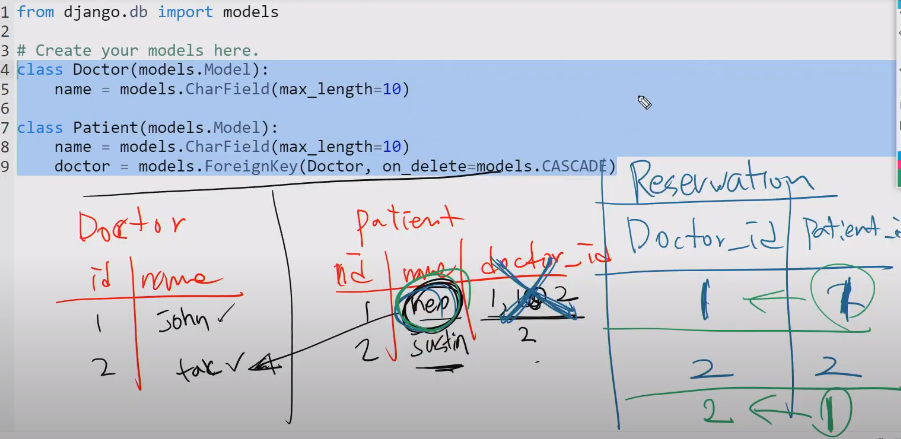 1 from django.db import models
2
3 # Create your models here.
4 class Doctor(models.Model):
5     name = models.CharField(max_length=10)
6
7 class Patient(models.Model):
8     name = models.CharField(max_length=10)
9     doctor = models.ForeignKey(Doctor, on_delete=models.CASCADE)
Doctor
id name
1 john
2 tak
Patient
id name doctor_id
1 hep 1, 2
2 Justin 2
Reservation
Doctor_id Patient_i
1 1
2 2
2 1